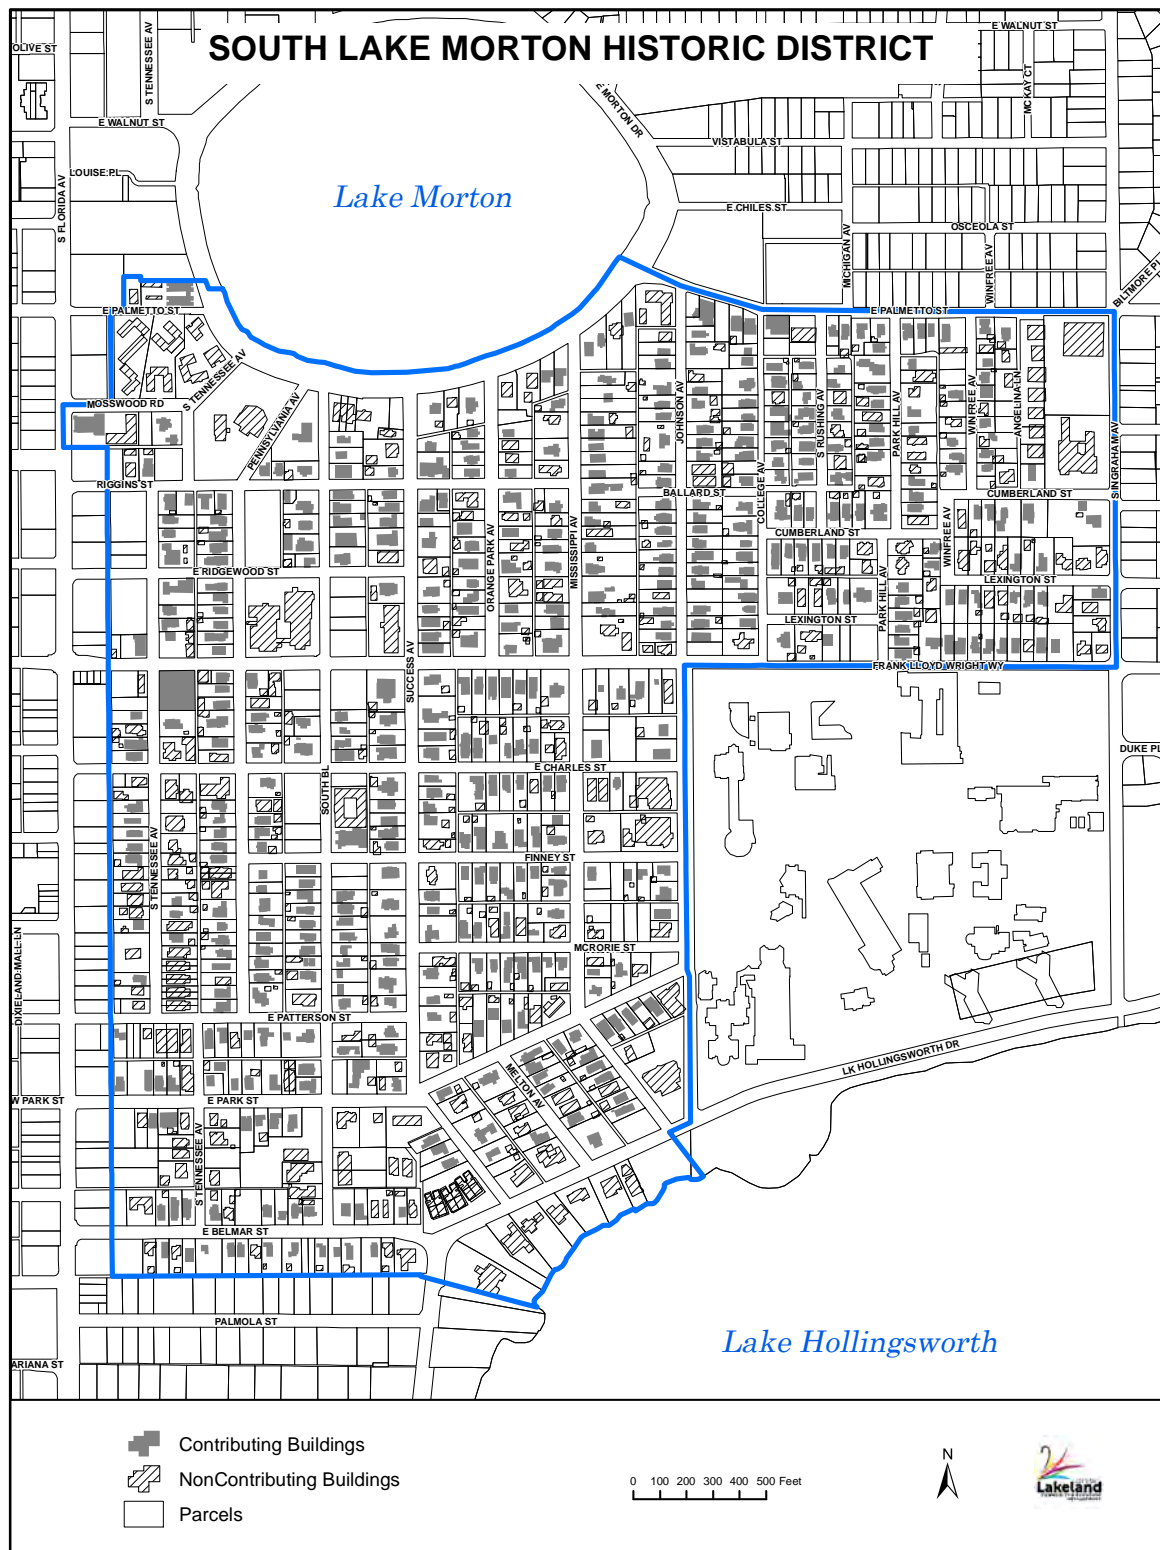 E WALNUT ST
OLIVE ST
S TENNESSEE AV
SOUTH LAKE MORTON HISTORIC DISTRICT
MCKAY CT
E MORTON DR
E WALNUT ST
VISTABULA ST
LOUISE PL
Lake Morton
S FLORIDA AV
E CHILES ST
OSCEOLA ST
MICHIGAN AV
WINFREE AV
BILTMORE PL
E PALMETTO ST
E PALMETTO ST
S TENNESSEE AV
MOSSWOOD RD
PENNSYLVANIA AV
JOHNSON AV
S RUSHING AV
PARK HILL AV
WINFREE AV
ANGELINA LN
S INGRAHAM AV
RIGGINS ST
BALLARD ST
COLLEGE AV
CUMBERLAND ST
CUMBERLAND ST
ORANGE PARK AV
MISSISSIPPI AV
WINFREE AV
E RIDGEWOOD ST
LEXINGTON ST
PARK HILL AV
LEXINGTON ST
SUCCESS AV
FRANK LLOYD WRIGHT WY
DUKE PL
E CHARLES ST
SOUTH BL
S TENNESSEE AV
FINNEY ST
DIXIELAND MALL LN
MCRORIE ST
E PATTERSON ST
LK HOLLINGSWORTH DR
MELTON AV
W PARK ST
E PARK ST
S TENNESSEE AV
E BELMAR ST
PALMOLA ST
Lake Hollingsworth
ARIANA ST
Contributing Buildings
NonContributing Buildings
Parcels
0 100 200 300 400 500 Feet
N
Lakeland